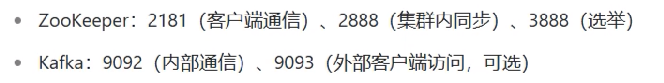 • ZooKeeper：2181（客户端通信）、2888（集群内同步）、3888（选举）
• Kafka：9092（内部通信）、9093（外部客户端访问，可选）